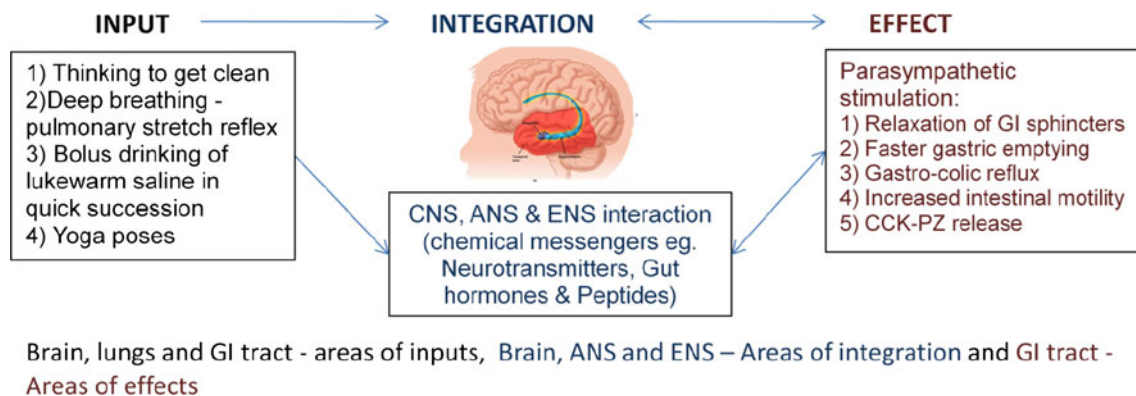 INPUT
INTEGRATION
EFFECT
1) Thinking to get clean
2)Deep breathing -
pulmonary stretch reflex
3) Bolus drinking of
lukewarm saline in
quick succession
4) Yoga poses
CNS, ANS & ENS interaction
(chemical messengers eg.
Neurotransmitters, Gut
hormones & Peptides)
Parasympathetic
stimulation:
1) Relaxation of GI sphincters
2) Faster gastric emptying
3) Gastro-colic reflux
4) Increased intestinal motility
5) CCK-PZ release
Brain, lungs and GI tract - areas of inputs, Brain, ANS and ENS – Areas of integration and GI tract -
Areas of effects